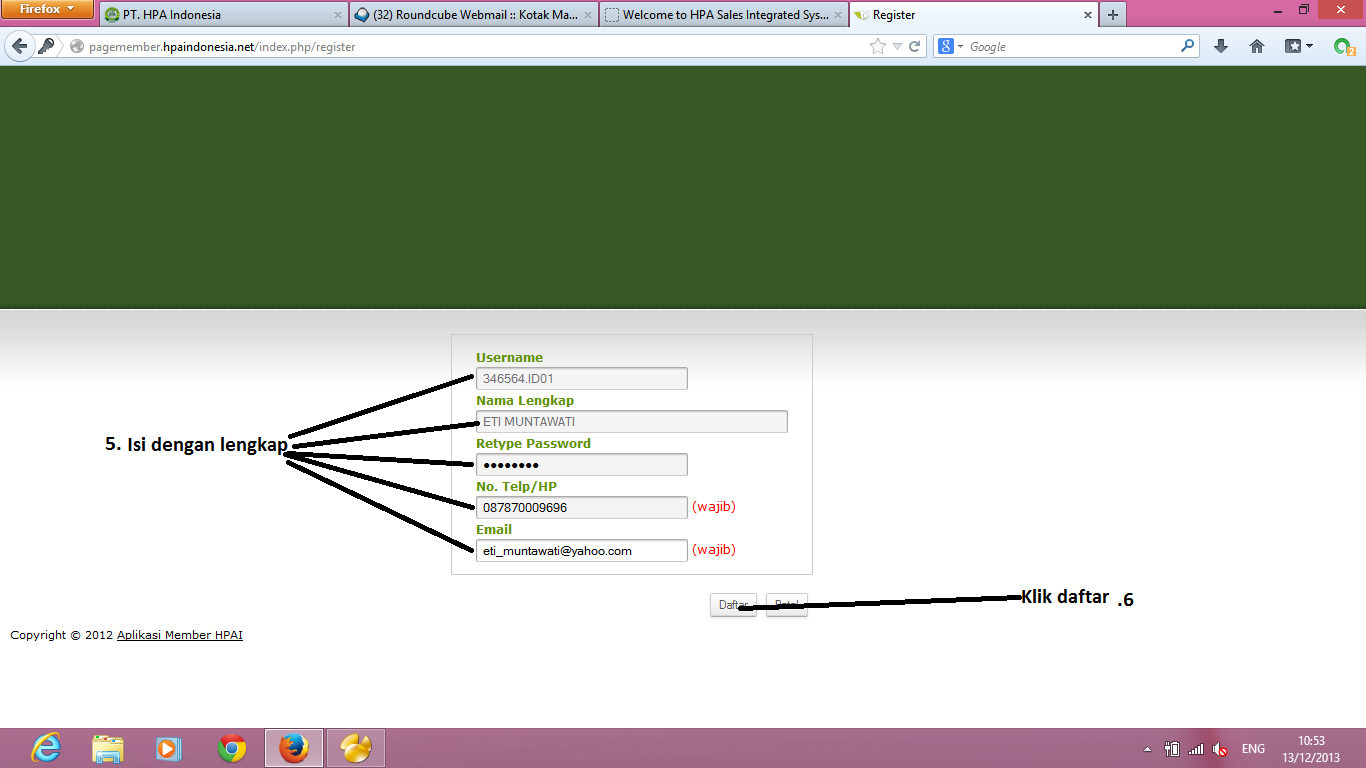 Firefox
PT. HPA Indonesia
(32) Roundcube Webmail :: Kotak Ma...
Welcome to HPA Sales Integrated Sys...
Register
pagemember.hpaindonesia.net/index.php/register
Google
2
Username
346564.ID01
Nama Lengkap
ETI MUNTAWATI
5. Isi dengan lengkap
Retype Password
No. Telp/HP
087870009696 (wajib)
Email
eti_muntawati@yahoo.com (wajib)
Daftar
Klik daftar .6
Copyright © 2012 Aplikasi Member HPAI
ENG
10:53
13/12/2013